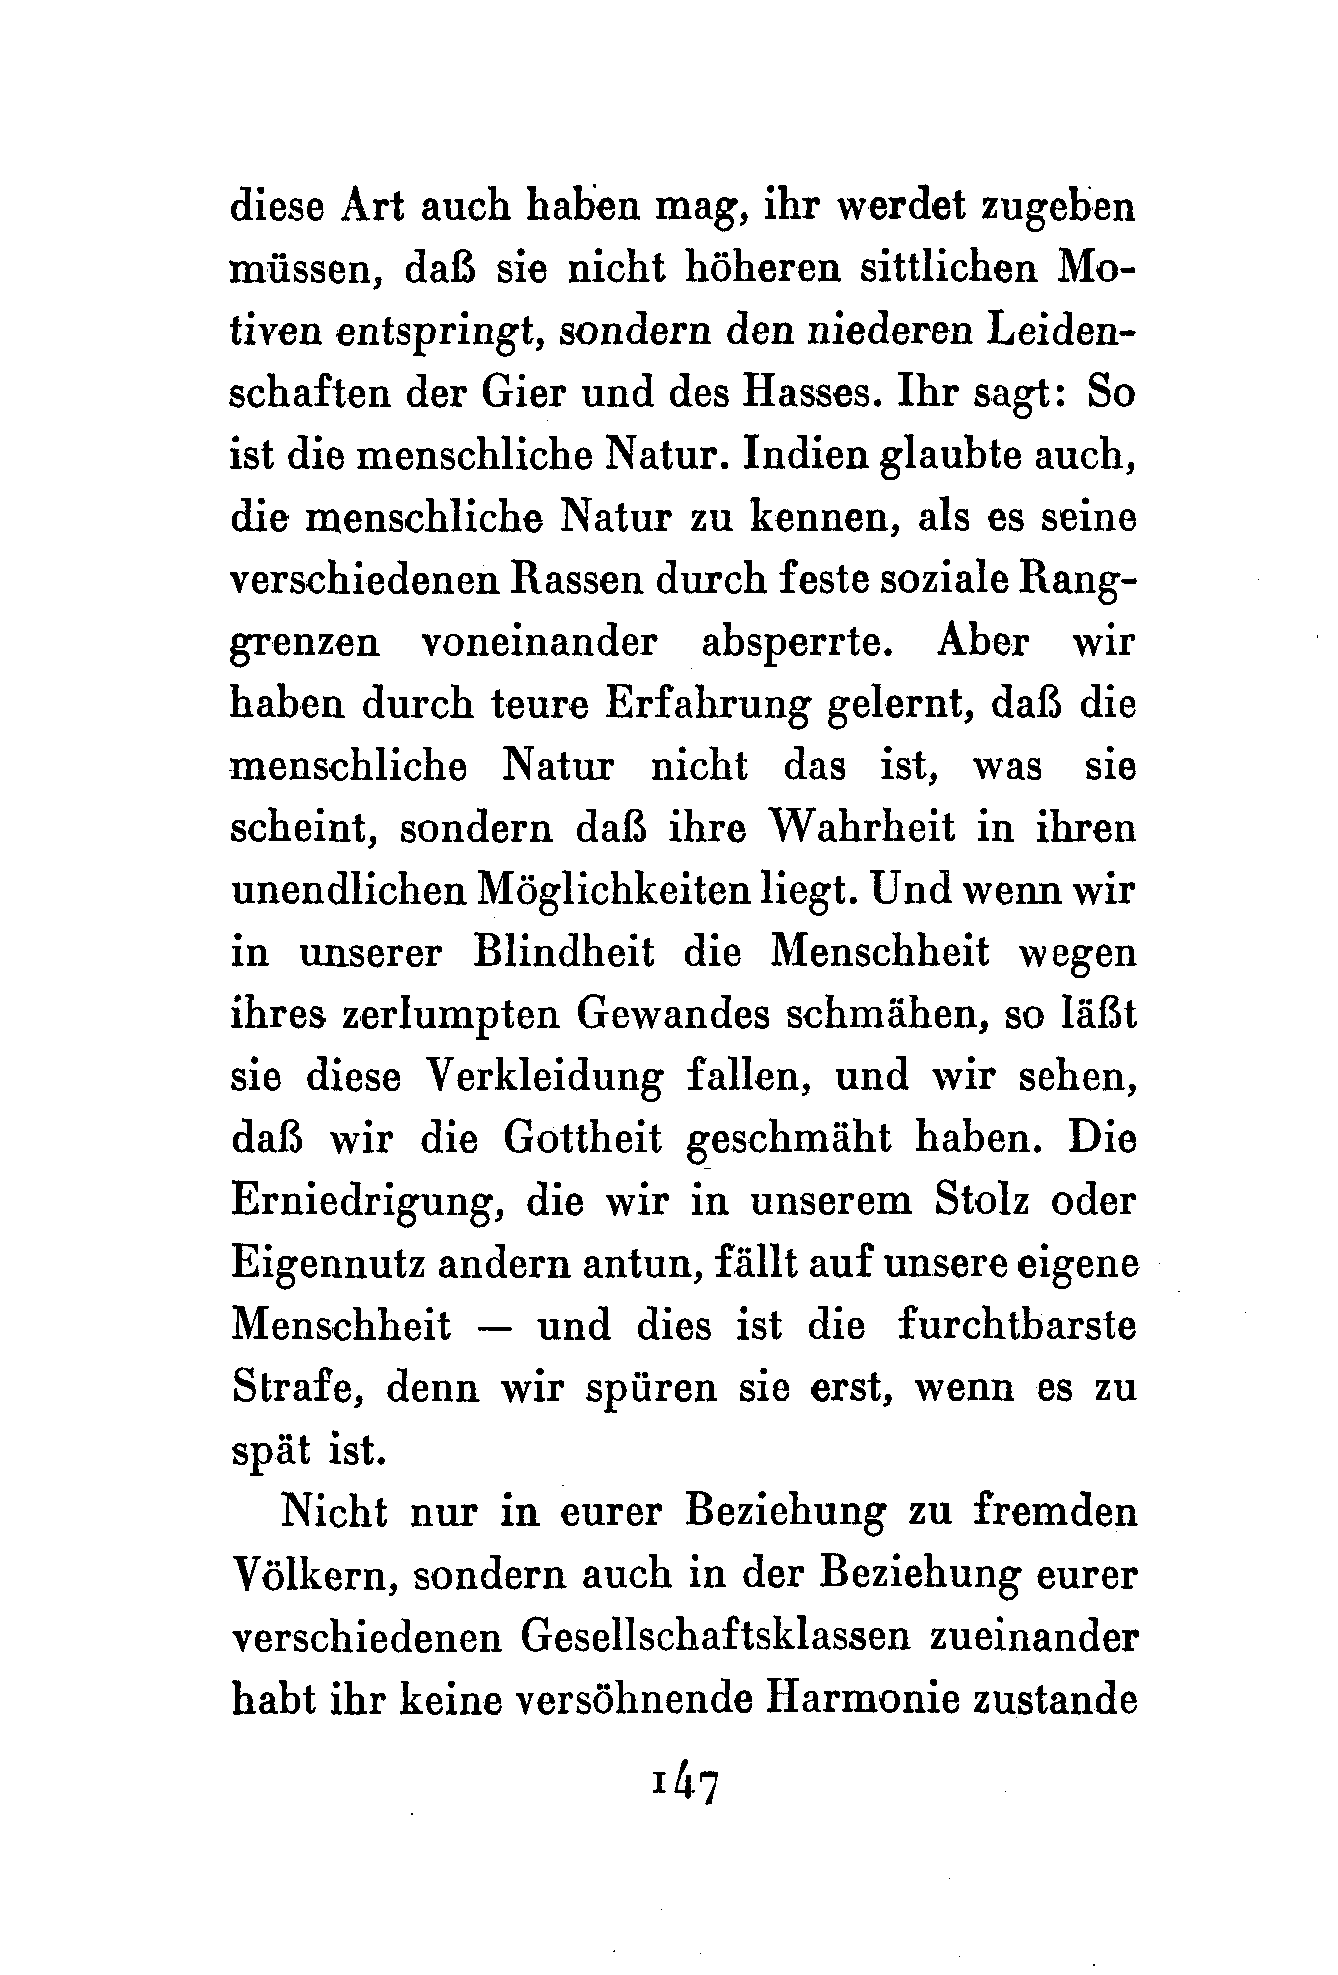 diese Art auch haben mag, ihr werdet zugeben
müssen, daß sie nicht höheren sittlichen Mo-
tiven entspringt, sondern den niederen Leiden-
schaften der Gier und des Hasses. Ihr sagt: So
ist die menschliche Natur. Indien glaubte auch,
die menschliche Natur zu kennen, als es seine
verschiedenen Rassen durch feste soziale Rang-
grenzen voneinander absperrte. Aber wir
haben durch teure Erfahrung gelernt, daß die
menschliche Natur nicht das ist, was sie
scheint, sondern daß ihre Wahrheit in ihren
unendlichen Möglichkeiten liegt. Und wenn wir
in unserer Blindheit die Menschheit wegen
ihres zerlumpten Gewandes schmähen, so läßt
sie diese Verkleidung fallen, und wir sehen,
daß wir die Gottheit geschmäht haben. Die
Erniedrigung, die wir in unserem Stolz oder
Eigennutz andern antun, fällt auf unsere eigene
Menschheit — und dies ist die furchtbarste
Strafe, denn wir spüren sie erst, wenn es zu
spät ist.
Nicht nur in eurer Beziehung zu fremden
Völkern, sondern auch in der Beziehung eurer
verschiedenen Gesellschaftsklassen zueinander
habt ihr keine versöhnende Harmonie zustande
147